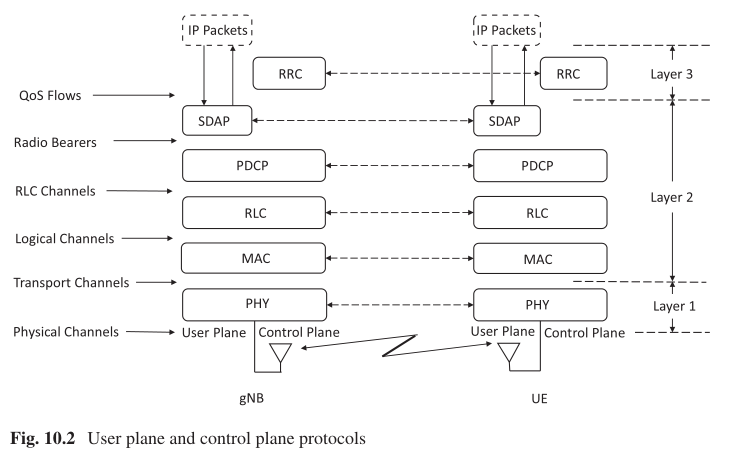 IP Packets
IP Packets
RRC
RRC
Layer 3
QoS Flows
SDAP
SDAP
Radio Bearers
PDCP
PDCP
RLC Channels
Layer 2
RLC
RLC
Logical Channels
MAC
MAC
Transport Channels
PHY
PHY
Layer 1
Physical Channels
User Plane
Control Plane
User Plane
Control Plane
gNB
UE
Fig. 10.2 User plane and control plane protocols